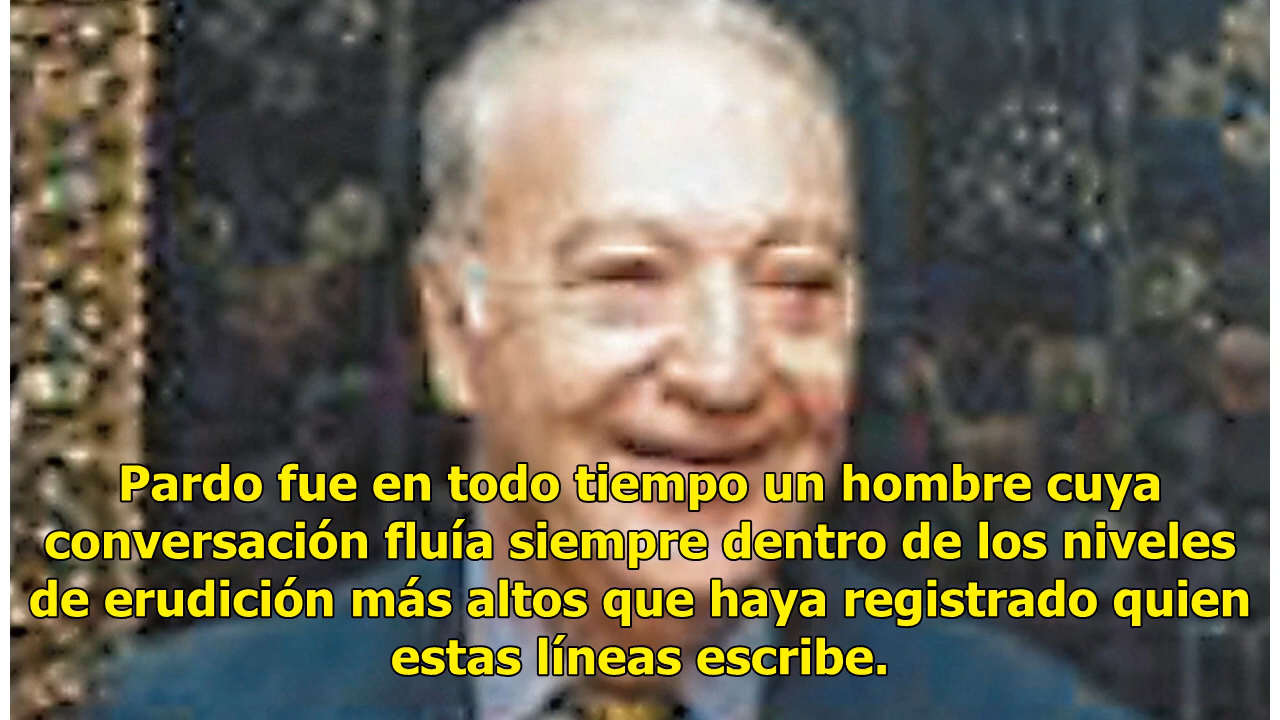 Pardo fue en todo tiempo un hombre cuya
conversación fluía siempre dentro de los niveles
de erudición más altos que haya registrado quien
estas líneas escribe.